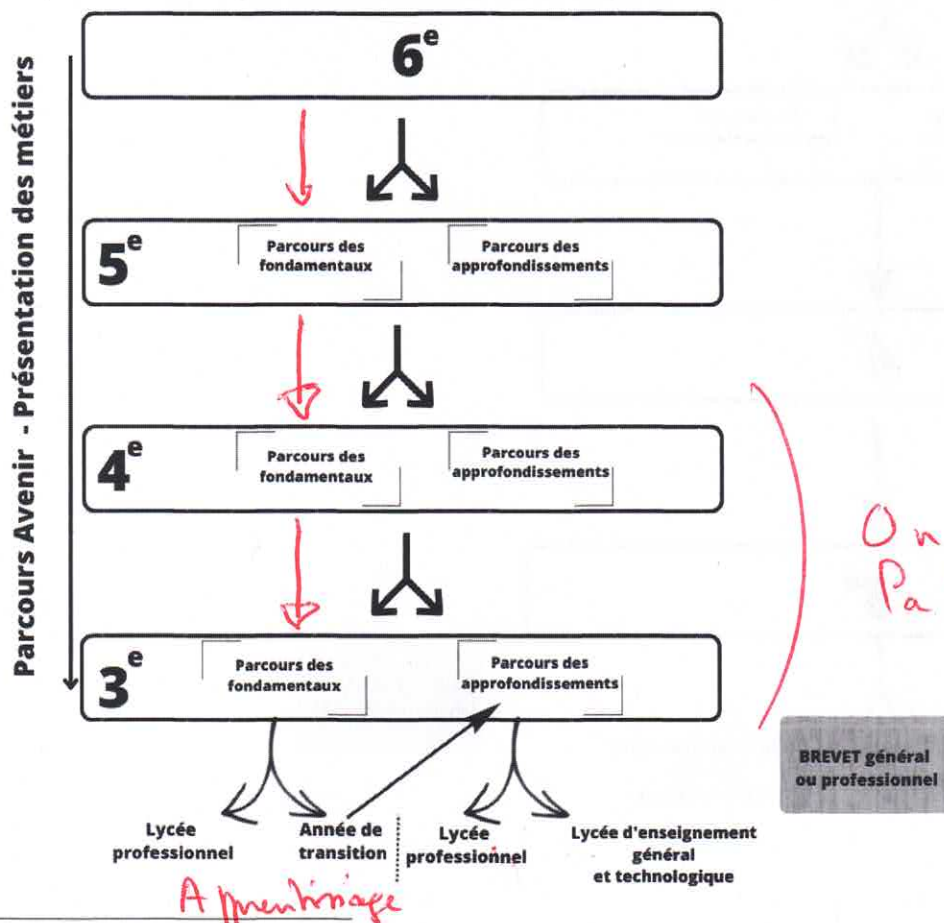 Parcours Avenir - Présentation des métiers
6e
5e
Parcours des
fondamentaux
Parcours des
approfondissements
4e
Parcours des
fondamentaux
Parcours des
approfondissements
On
Pa
3e
Parcours des
fondamentaux
Parcours des
approfondissements
BREVET général
ou professionnel
Lycée
professionnel
Année de
transition
Lycée
professionnel
Lycée d'enseignement
général
et technologique
Apprentissage